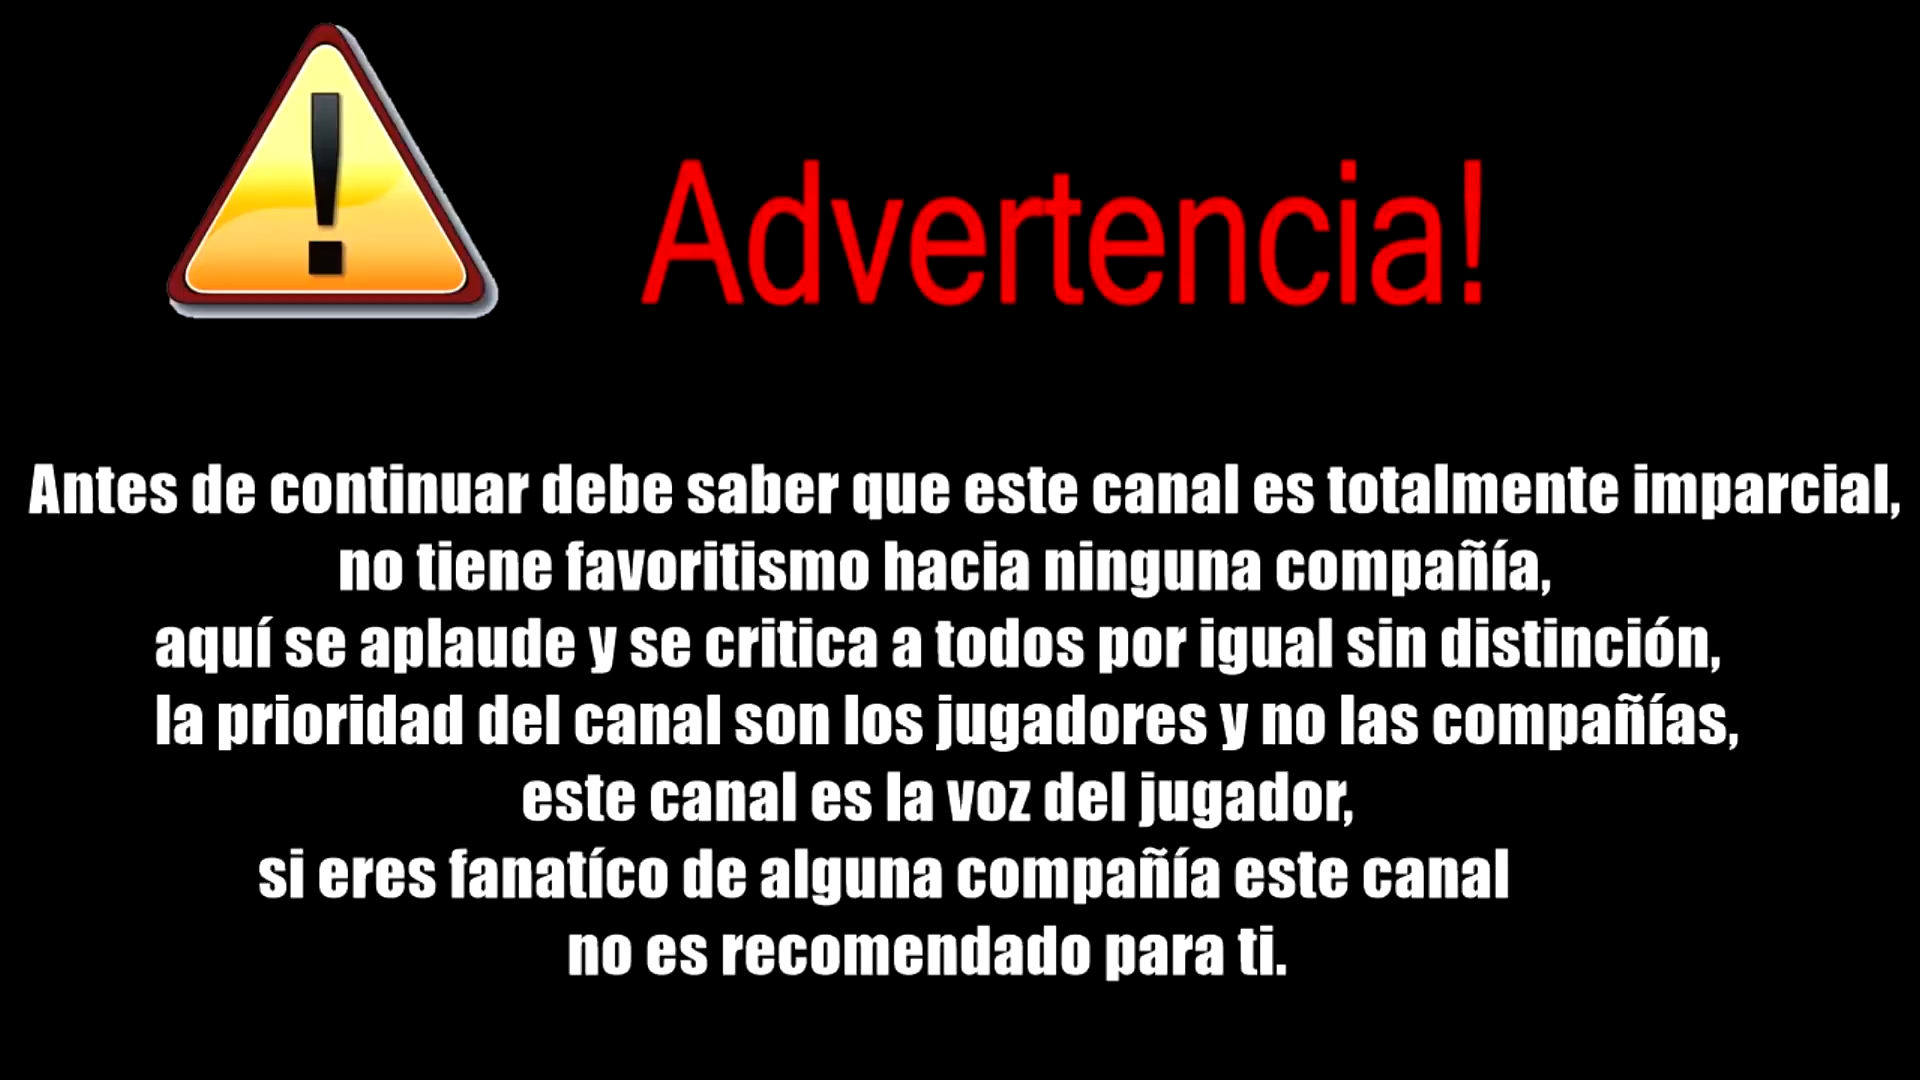 Advertencia!
Antes de continuar debe saber que este canal es totalmente imparcial,
no tiene favoritismo hacia ninguna compañía,
aquí se aplaude y se critica a todos por igual sin distinción,
la prioridad del canal son los jugadores y no las compañías,
este canal es la voz del jugador,
si eres fanatíco de alguna compañía este canal
no es recomendado para ti.